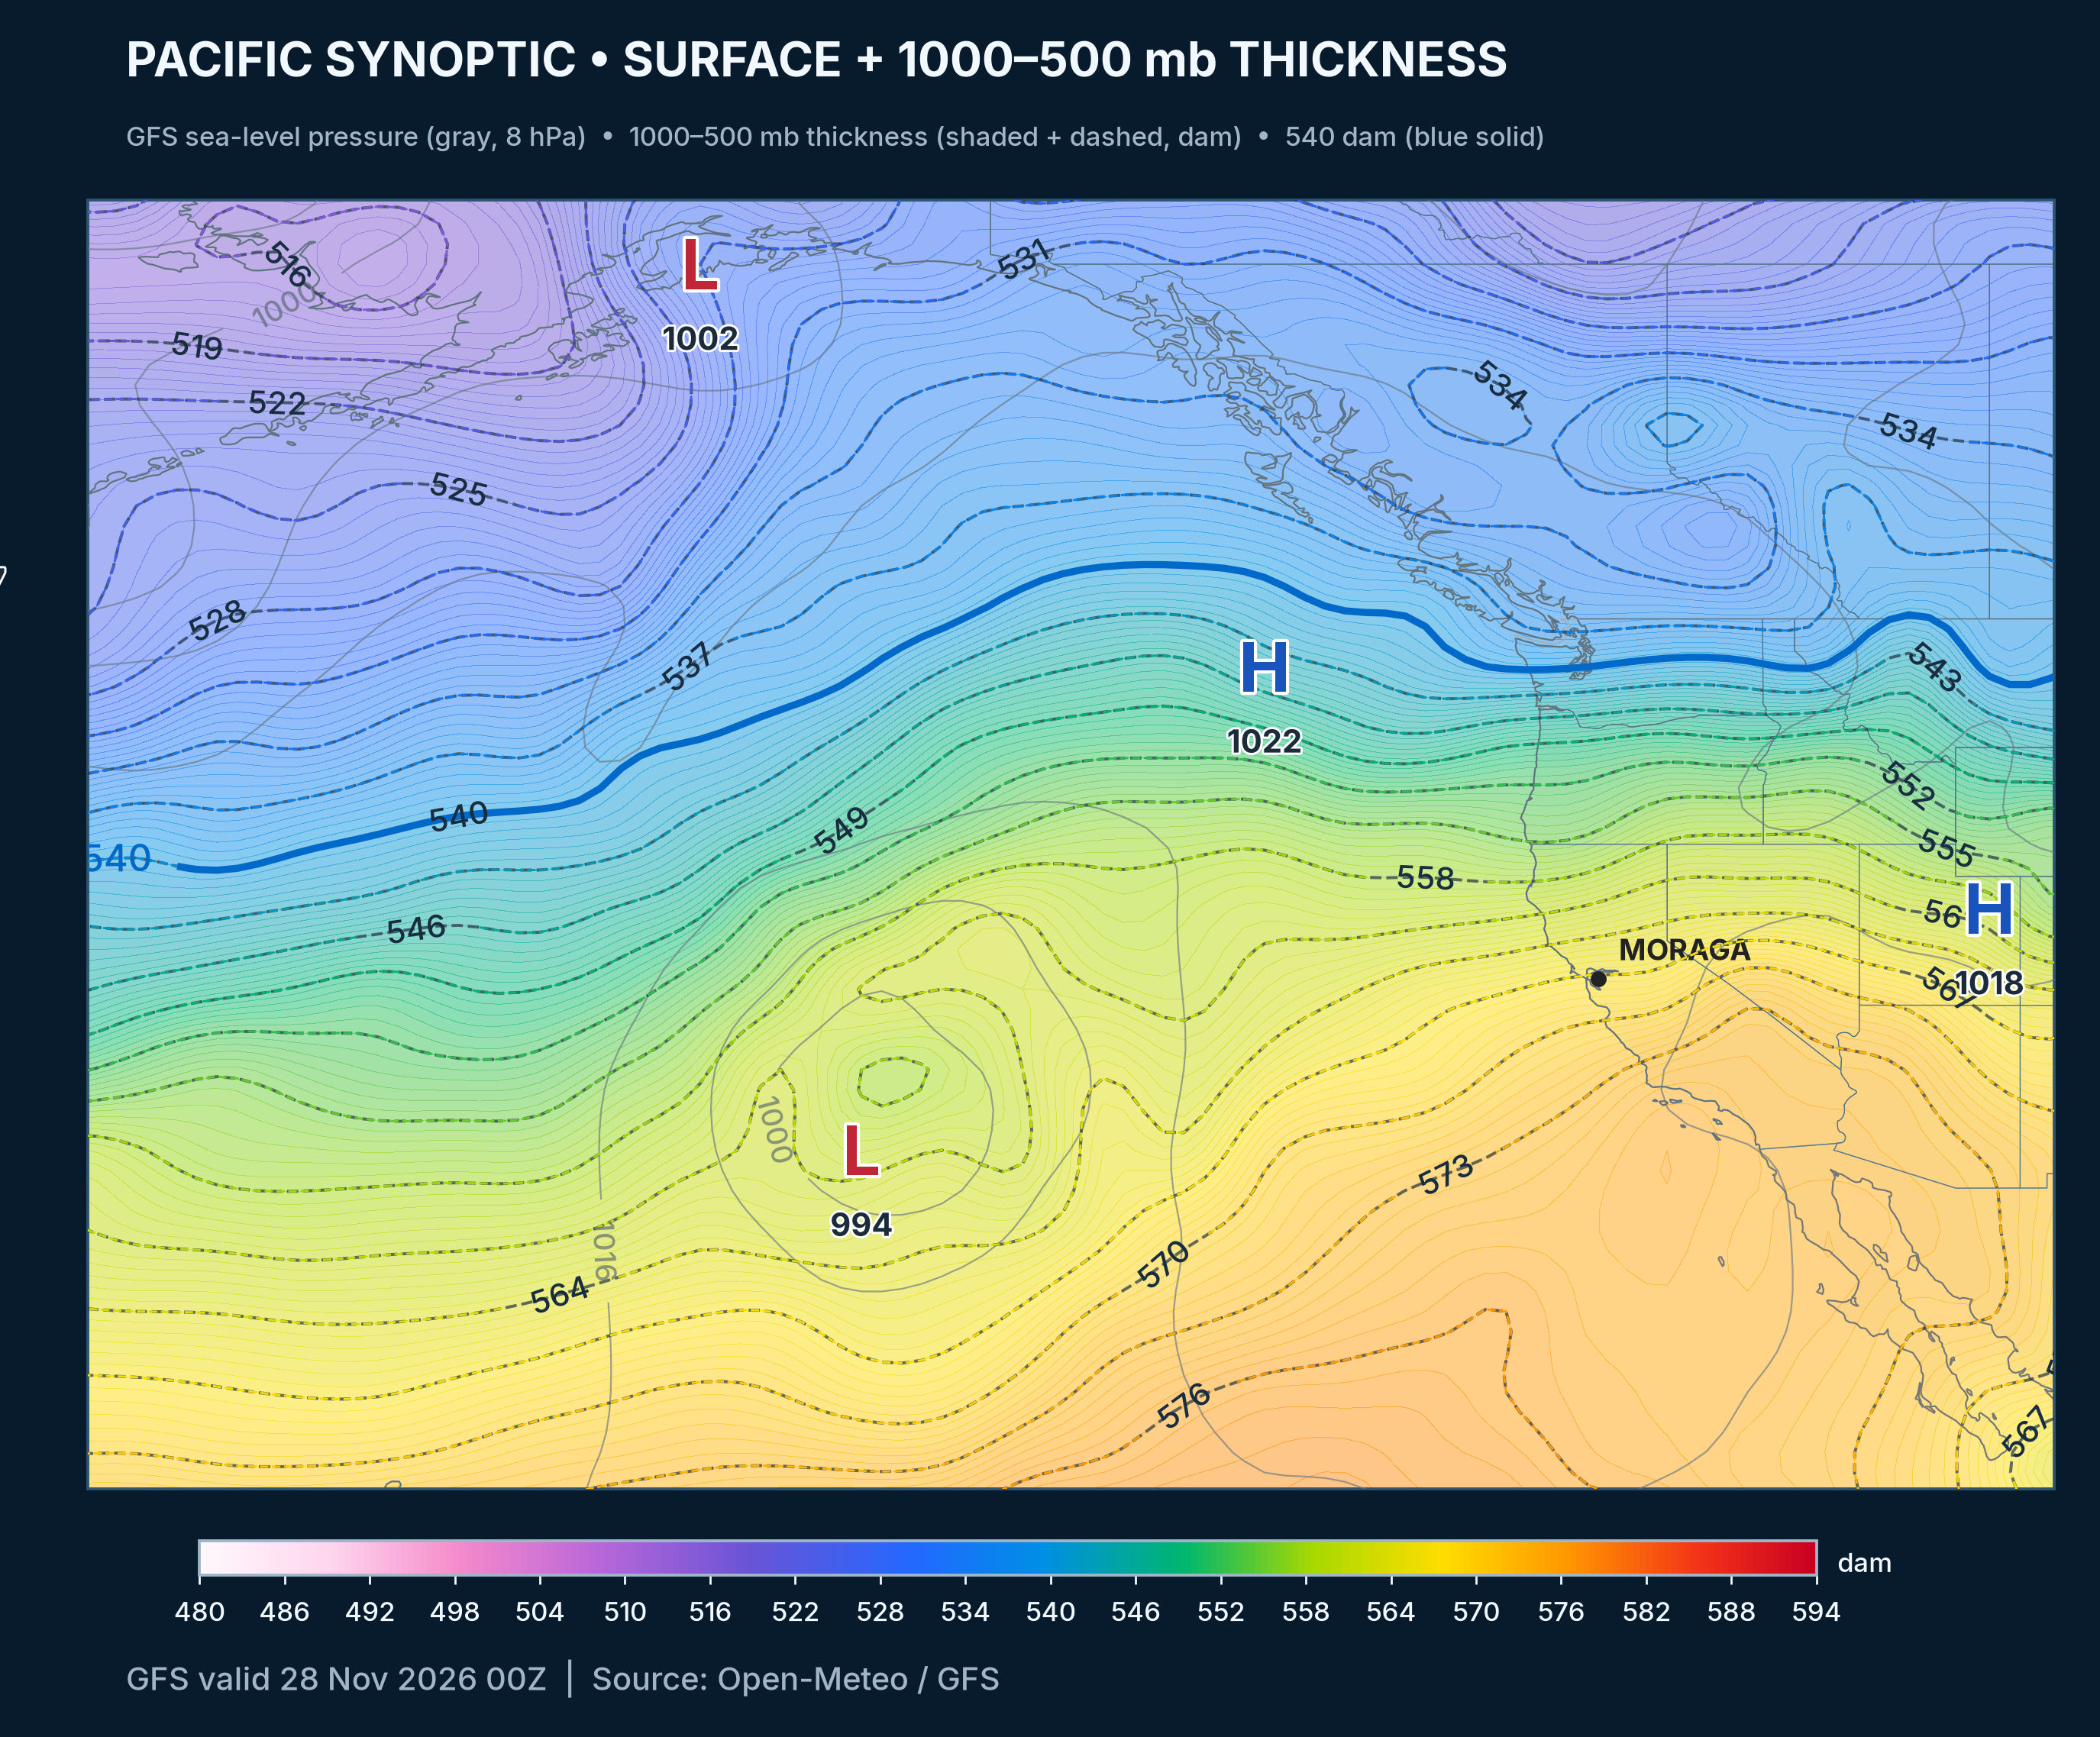 PACIFIC SYNOPTIC • SURFACE + 1000–500 mb THICKNESS
GFS sea-level pressure (gray, 8 hPa) • 1000–500 mb thickness (shaded + dashed, dam) • 540 dam (blue solid)
516
1000
L
1002
531
519
522
534
534
525
528
537
H
1022
543
540
540
549
552
555
558
546
H
1018
MORAGA
1000
L
994
573
1016
570
564
576
567
480 486 492 498 504 510 516 522 528 534 540 546 552 558 564 570 576 582 588 594
dam
GFS valid 28 Nov 2026 00Z | Source: Open-Meteo / GFS